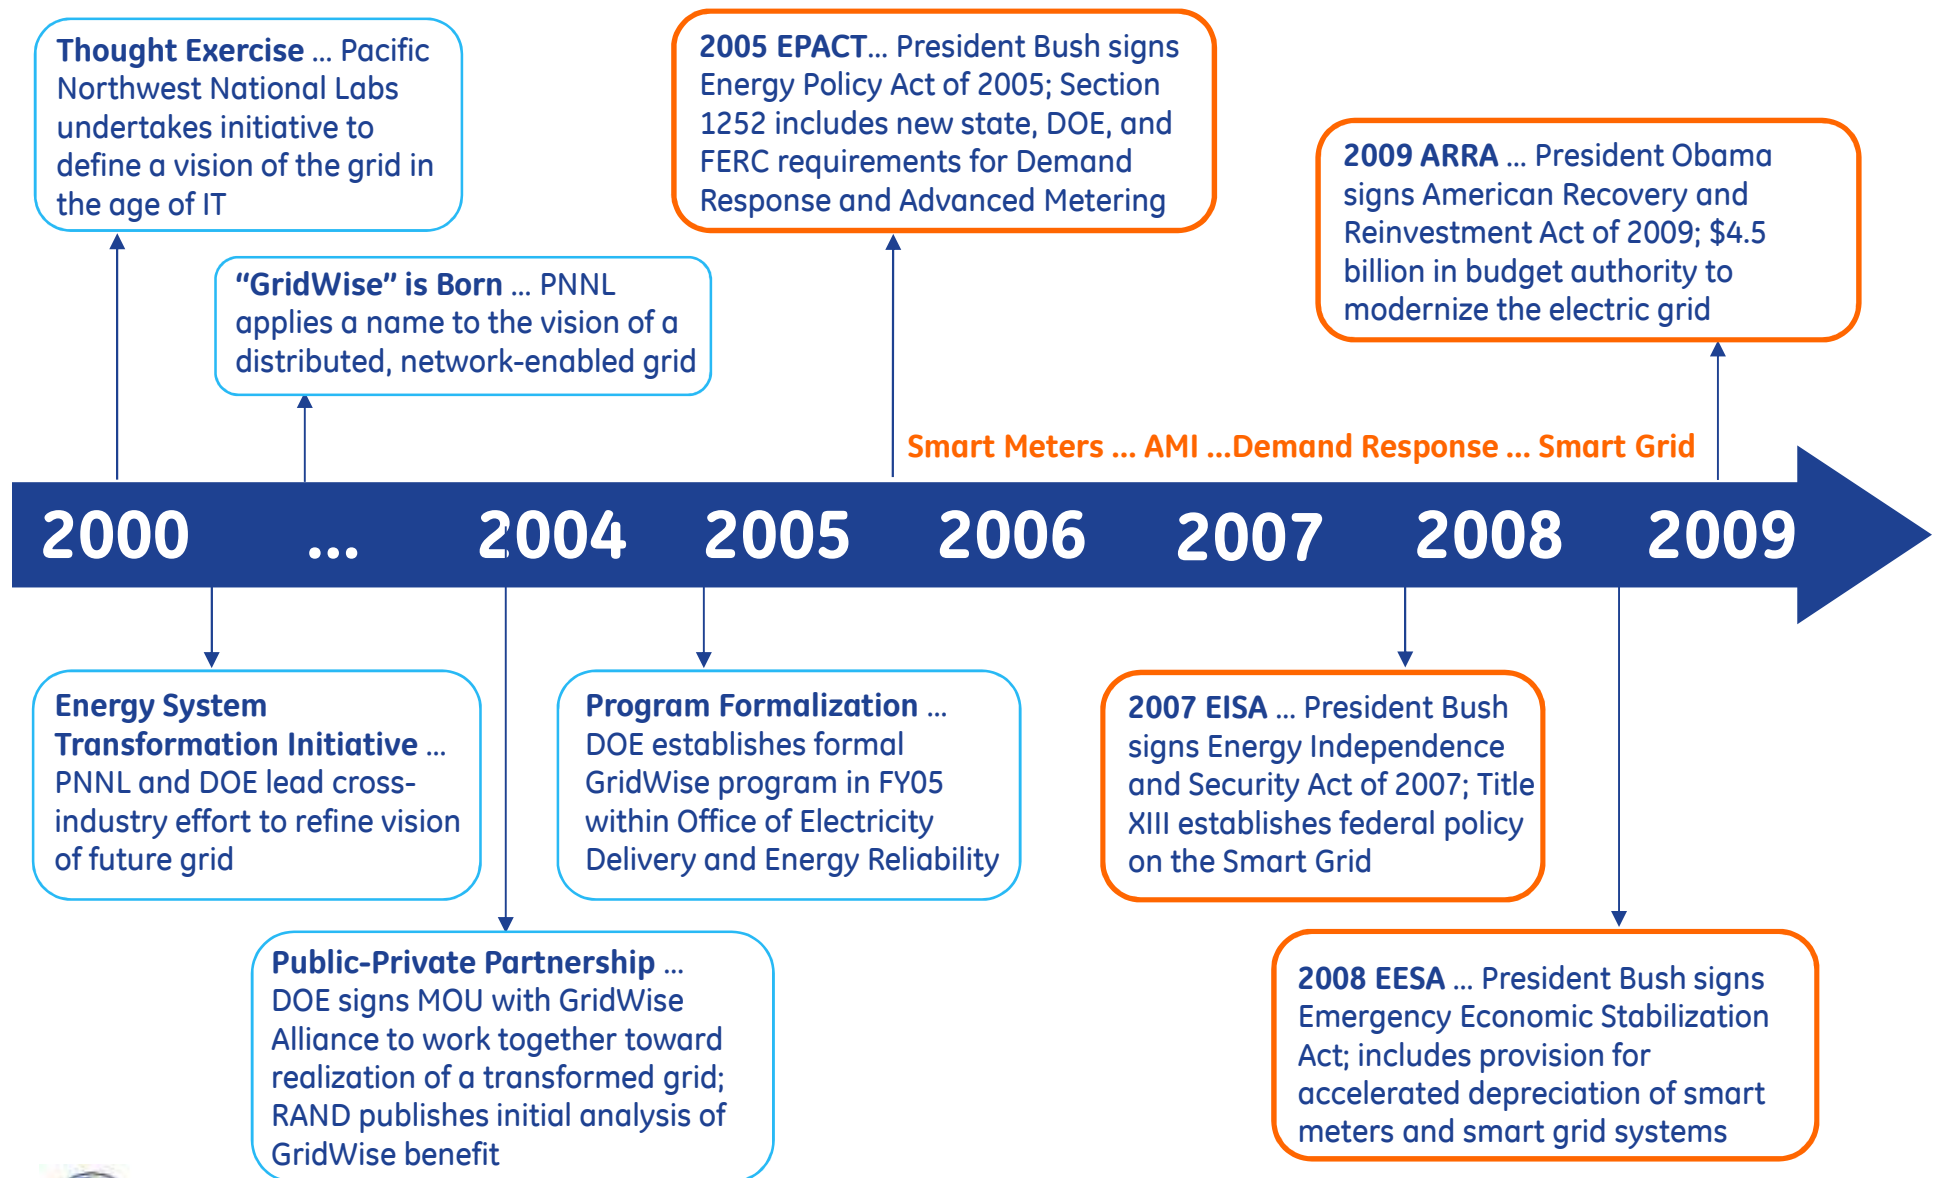 Thought Exercise ... Pacific
Northwest National Labs
undertakes initiative to
define a vision of the grid in
the age of IT
2005 EPACT... President Bush signs
Energy Policy Act of 2005; Section
1252 includes new state, DOE, and
FERC requirements for Demand
Response and Advanced Metering
2009 ARRA ... President Obama
signs American Recovery and
Reinvestment Act of 2009; $4.5
billion in budget authority to
modernize the electric grid
“GridWise” is Born ... PNNL
applies a name to the vision of a
distributed, network-enabled grid
Smart Meters ... AMI ...Demand Response ... Smart Grid
2000 ... 2004 2005 2006 2007 2008 2009
Energy System
Transformation Initiative ...
PNNL and DOE lead cross-
industry effort to refine vision
of future grid
Program Formalization ...
DOE establishes formal
GridWise program in FY05
within Office of Electricity
Delivery and Energy Reliability
2007 EISA ... President Bush
signs Energy Independence
and Security Act of 2007; Title
XIII establishes federal policy
on the Smart Grid
Public-Private Partnership ...
DOE signs MOU with GridWise
Alliance to work together toward
realization of a transformed grid;
RAND publishes initial analysis of
GridWise benefit
2008 EESA ... President Bush signs
Emergency Economic Stabilization
Act; includes provision for
accelerated depreciation of smart
meters and smart grid systems